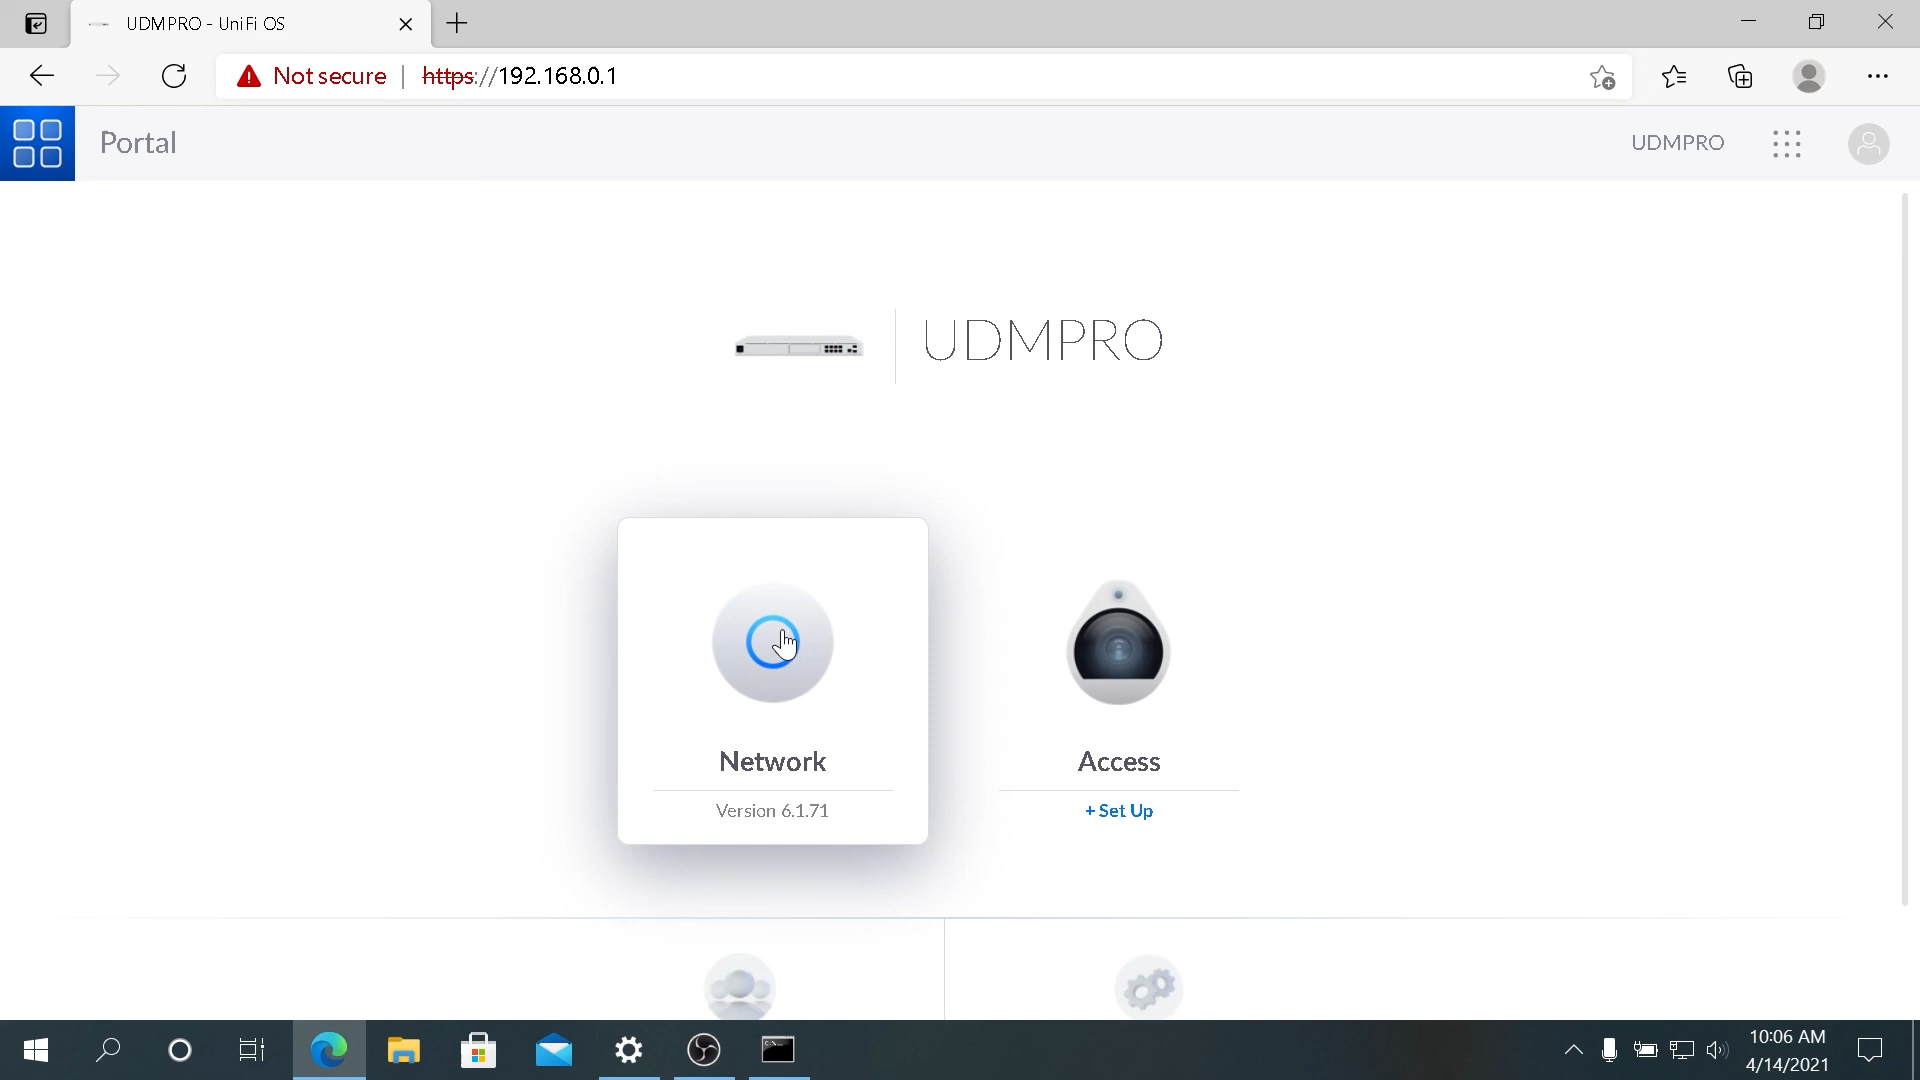 UDMPRO - UniFi OS
Not secure | https://192.168.0.1
Portal
UDMPRO
UDMPRO
Network
Version 6.1.71
Access
+ Set Up
10:06 AM
4/14/2021